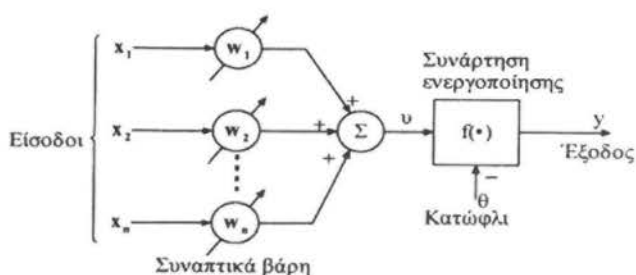 x₁
w₁
Συνάρτηση
ενεργοποίησης
+
Είσοδοι
x₂
w₂
+
Σ
υ
f(•)
y
Έξοδος
+
−
θ
Κατώφλι
xₙ
wₙ
Συναπτικά βάρη